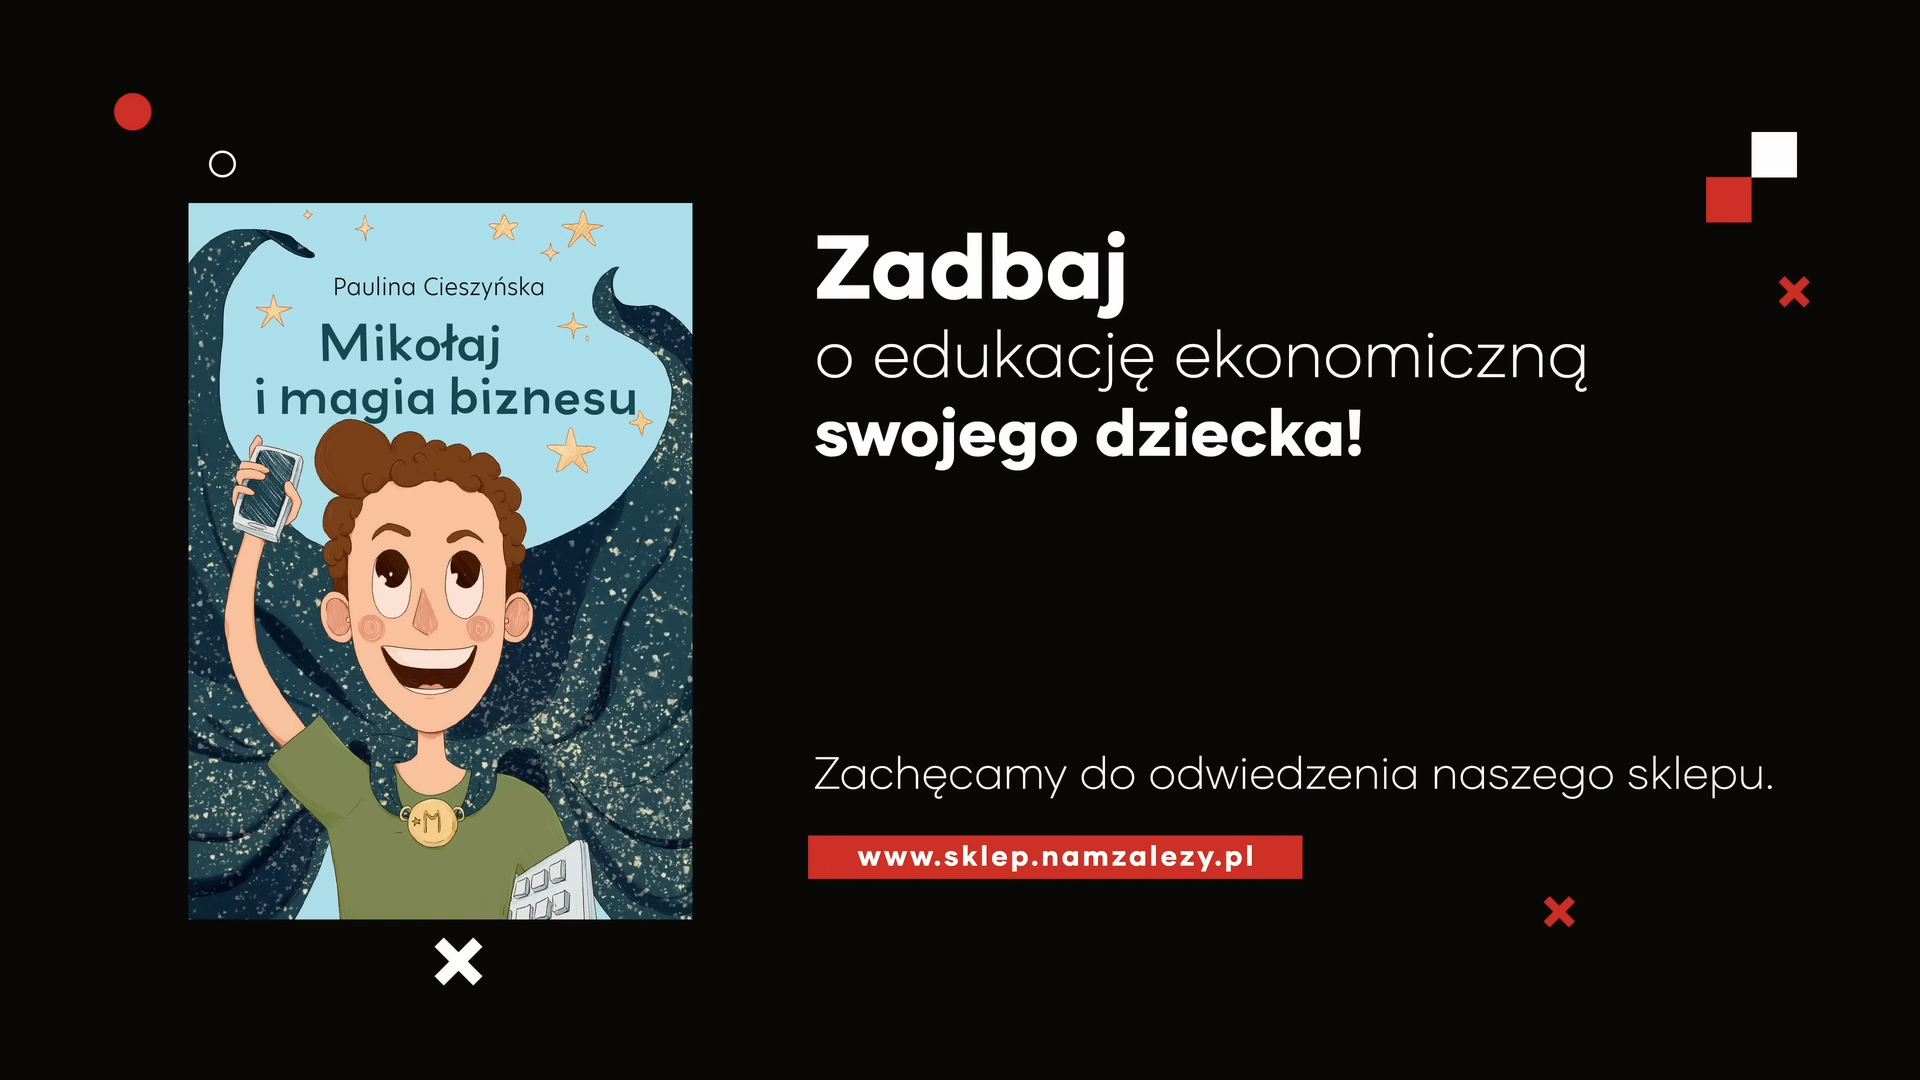 Paulina Cieszyńska
Mikołaj
i magia biznesu
M
Zadbaj
o edukację ekonomiczną
swojego dziecka!
Zachęcamy do odwiedzenia naszego sklepu.
www.sklep.namzalezy.pl